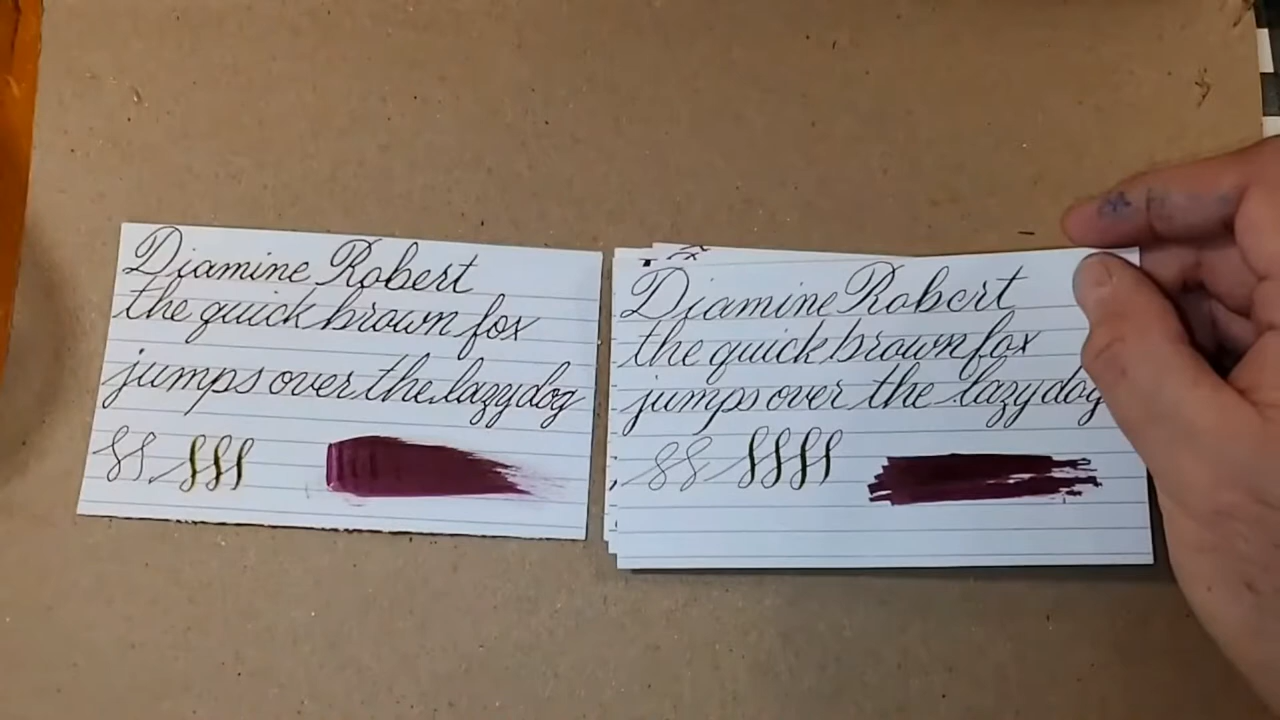 Diamine Robert
the quick brown fox
jumps over the lazy dog
Diamine Robert
the quick brown fox
jumps over the lazy dog